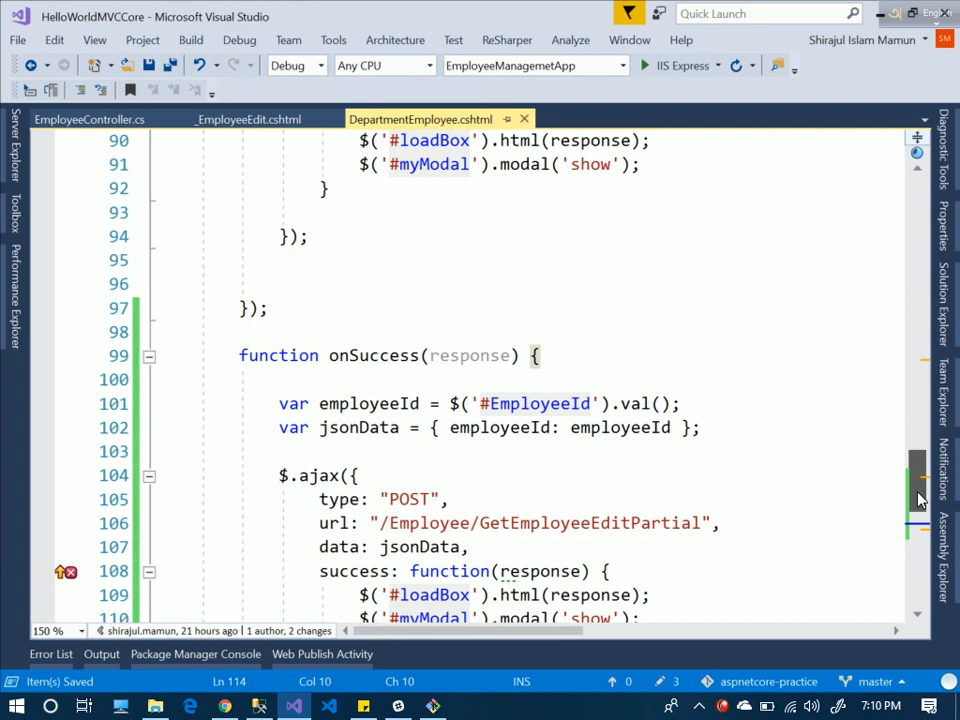 HelloWorldMVCCore - Microsoft Visual Studio
Quick Launch
English
File Edit View Project Build Debug Team Tools Architecture Test ReSharper Analyze Window Help Shirajul Islam Mamun SM
Debug Any CPU EmployeeManagemetApp IIS Express
EmployeeController.cs _EmployeeEdit.cshtml DepartmentEmployee.cshtml
Server Explorer
Toolbox
Performance Explorer
90 $('#loadBox').html(response);
91 $('#myModal').modal('show');
92 }
93
94 });
95
96
97 });
98
99 function onSuccess(response) {
100
101 var employeeId = $('#EmployeeId').val();
102 var jsonData = { employeeId: employeeId };
103
104 $.ajax({
105 type: "POST",
106 url: "/Employee/GetEmployeeEditPartial",
107 data: jsonData,
108 success: function(response) {
109 $('#loadBox').html(response);
110 $('#myModal').modal('show');
Diagnostic Tools
Properties
Solution Explorer
Team Explorer
Notifications
Assembly Explorer
150 % shirajul.mamun, 21 hours ago | 1 author, 2 changes
Error List Output Package Manager Console Web Publish Activity
Item(s) Saved Ln 114 Col 10 Ch 10 INS 0 3 aspnetcore-practice master
7:10 PM